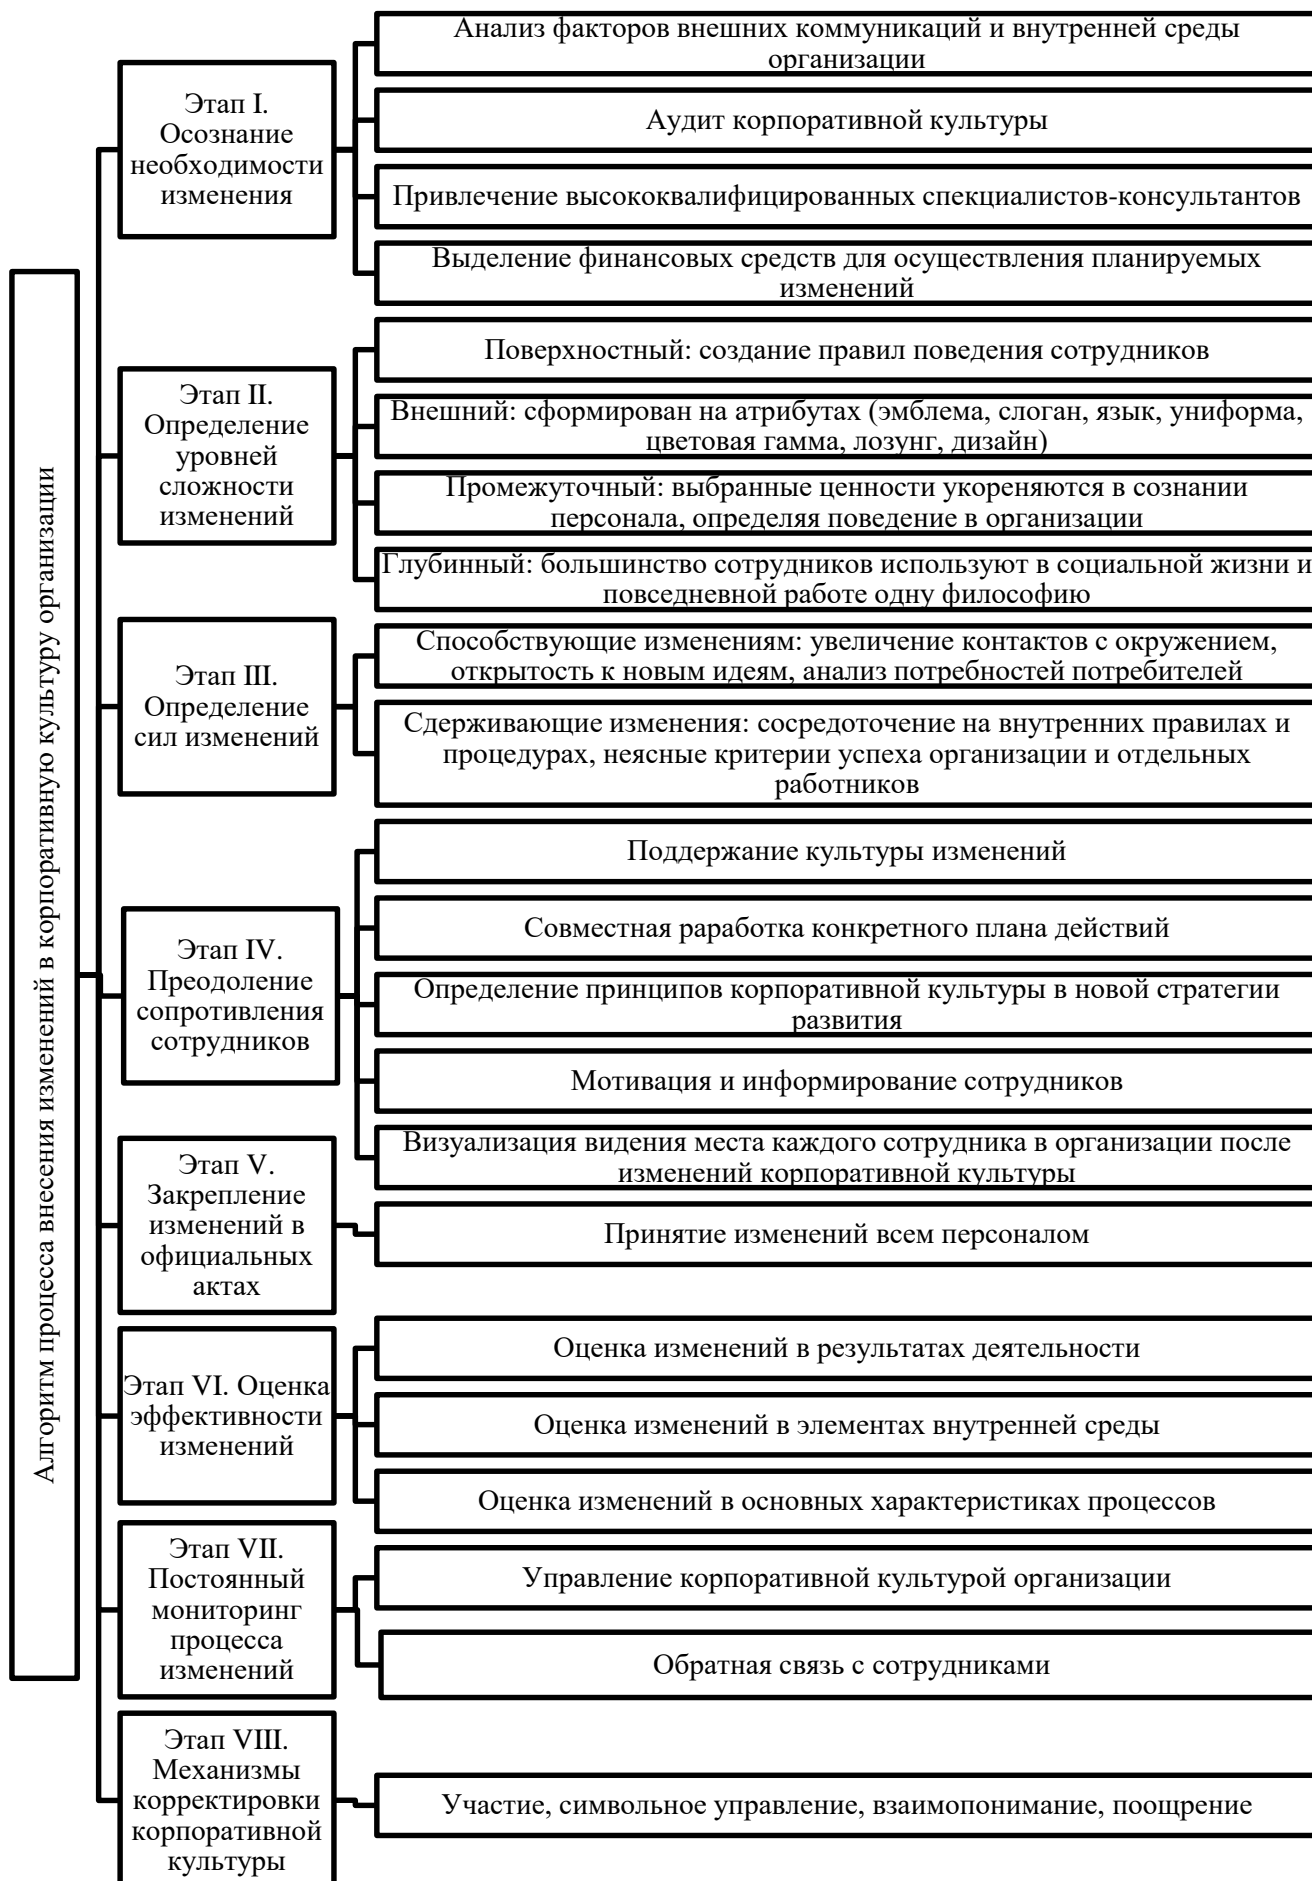 Алгоритм процесса внесения изменений в корпоративную культуру организации
Этап I.
Осознание
необходимости
изменения
Анализ факторов внешних коммуникаций и внутренней среды
организации
Аудит корпоративной культуры
Привлечение высококвалифицированных спекциалистов-консультантов
Выделение финансовых средств для осуществления планируемых
изменений
Этап II.
Определение
уровней
сложности
изменений
Поверхностный: создание правил поведения сотрудников
Внешний: сформирован на атрибутах (эмблема, слоган, язык, униформа,
цветовая гамма, лозунг, дизайн)
Промежуточный: выбранные ценности укореняются в сознании
персонала, определяя поведение в организации
Глубинный: большинство сотрудников используют в социальной жизни и
повседневной работе одну философию
Этап III.
Определение
сил изменений
Способствующие изменениям: увеличение контактов с окружением,
открытость к новым идеям, анализ потребностей потребителей
Сдерживающие изменения: сосредоточение на внутренних правилах и
процедурах, неясные критерии успеха организации и отдельных
работников
Этап IV.
Преодоление
сопротивления
сотрудников
Поддержание культуры изменений
Совместная раработка конкретного плана действий
Определение принципов корпоративной культуры в новой стратегии
развития
Мотивация и информирование сотрудников
Визуализация видения места каждого сотрудника в организации после
изменений корпоративной культуры
Этап V.
Закрепление
изменений в
официальных
актах
Принятие изменений всем персоналом
Этап VI. Оценка
эффективности
изменений
Оценка изменений в результатах деятельности
Оценка изменений в элементах внутренней среды
Оценка изменений в основных характеристиках процессов
Этап VII.
Постоянный
мониторинг
процесса
изменений
Управление корпоративной культурой организации
Обратная связь с сотрудниками
Этап VIII.
Механизмы
корректировки
корпоративной
культуры
Участие, символьное управление, взаимопонимание, поощрение